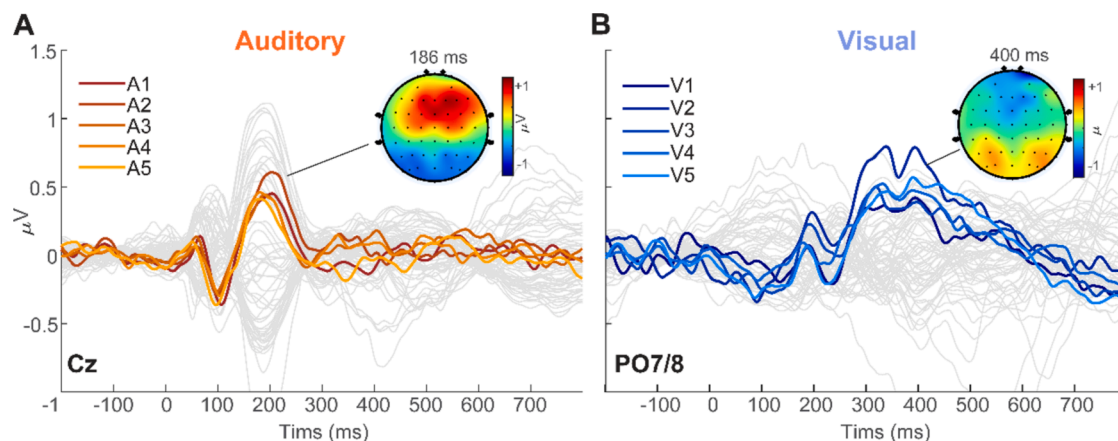 A
Auditory
1.5
1
0.5
0
-0.5
μV
A1
A2
A3
A4
A5
186 ms
+1
μV
-1
Cz
-1
-100
0
100
200
300
400
500
600
700
Tims (ms)
B
Visual
V1
V2
V3
V4
V5
400 ms
+1
μ
-1
PO7/8
-100
0
100
200
300
400
500
600
700
Tims (ms)